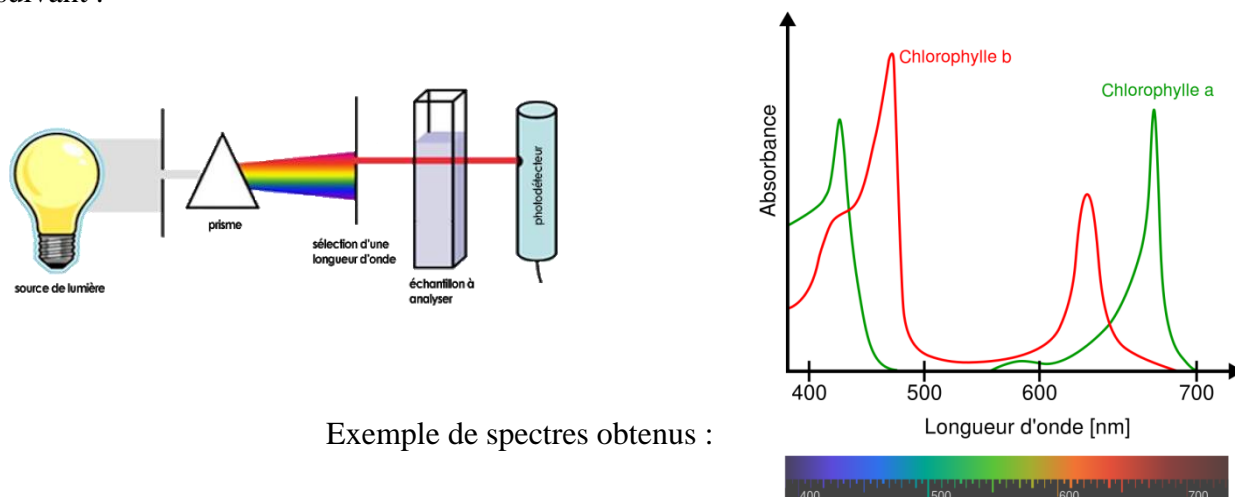 suivant :
prisme
sélection d'une
longueur d'onde
source de lumière
échantillon à
analyser
photodétecteur
Chlorophylle b
Chlorophylle a
Absorbance
400 500 600 700
Longueur d'onde [nm]
Exemple de spectres obtenus :
400 500 600 700